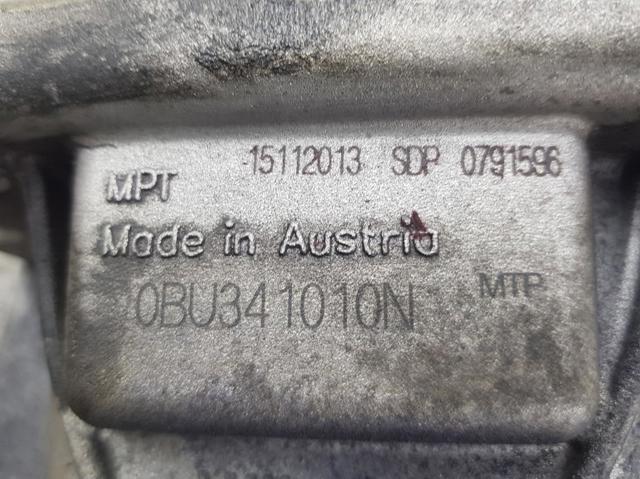 15112013 SDP 0791596
MPT
Made in Austria
0BU341010N
MTP